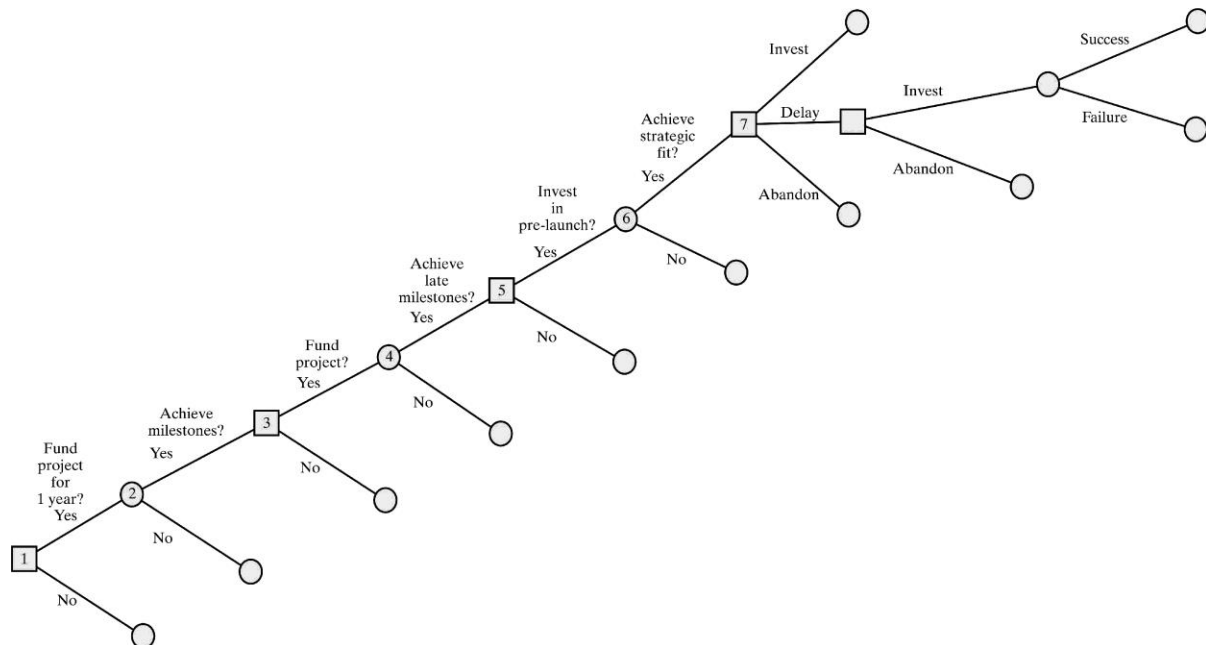 Success
Invest
Invest
Failure
7
Delay
Achieve
strategic
fit?
Yes
Abandon
Abandon
Invest
in
pre-launch?
Yes
6
No
Achieve
late
milestones?
Yes
5
No
Fund
project?
Yes
4
No
Achieve
milestones?
Yes
3
No
Fund
project
for
1 year?
Yes
2
No
1
No